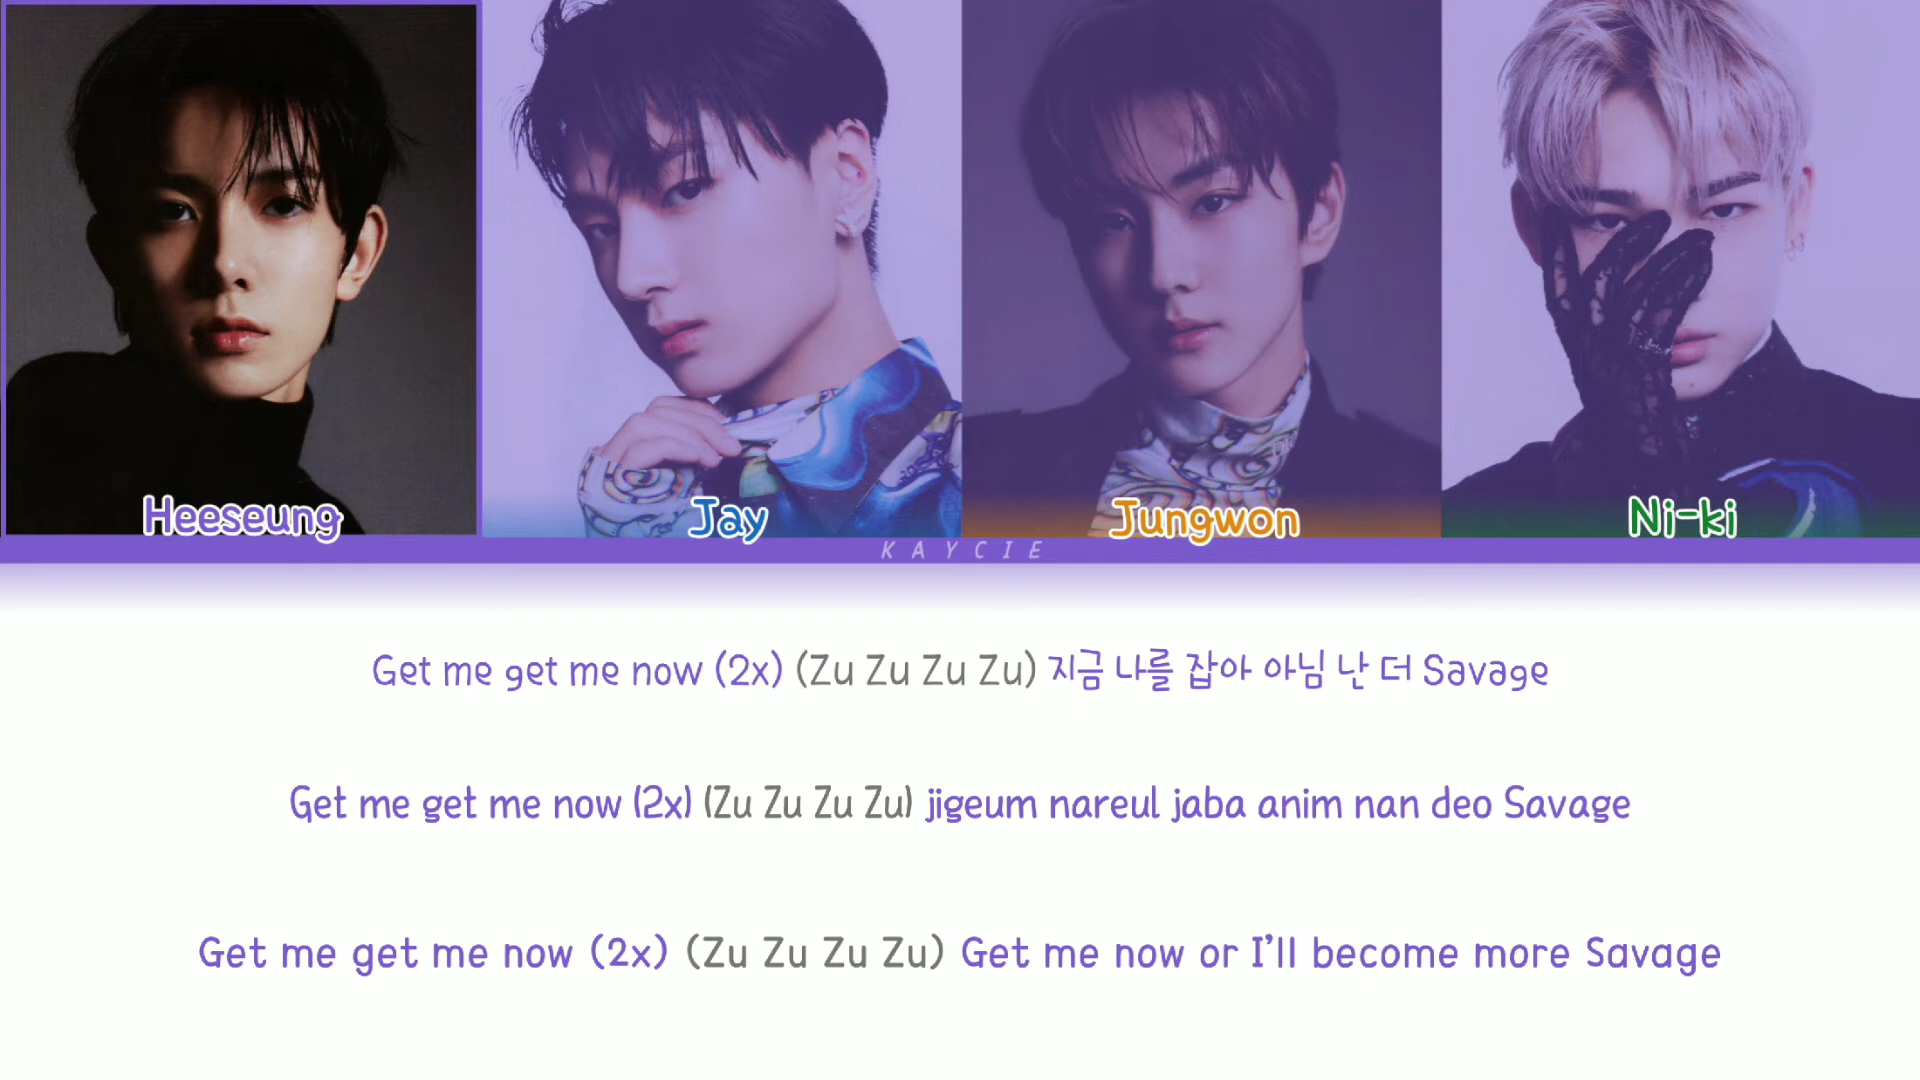 Heeseung
Jay
Jungwon
Ni-ki
KAYCIE
Get me get me now (2x) (Zu Zu Zu Zu) 지금 나를 잡아 아님 난 더 Savage
Get me get me now (2x) (Zu Zu Zu Zu) jigeum nareul jaba anim nan deo Savage
Get me get me now (2x) (Zu Zu Zu Zu) Get me now or I'll become more Savage